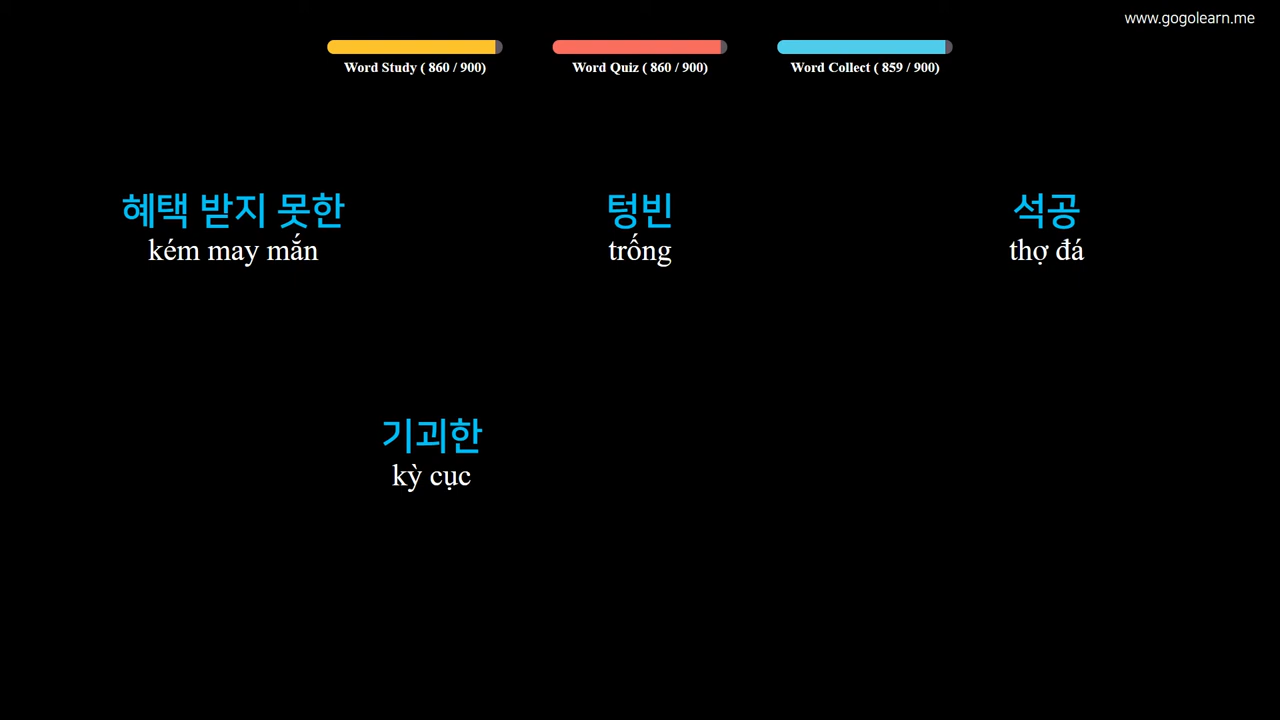 www.gogolearn.me
Word Study ( 860 / 900)
Word Quiz ( 860 / 900)
Word Collect ( 859 / 900)
혜택 받지 못한
kém may mắn
텅빈
trống
석공
thợ đá
기괴한
kỳ cục